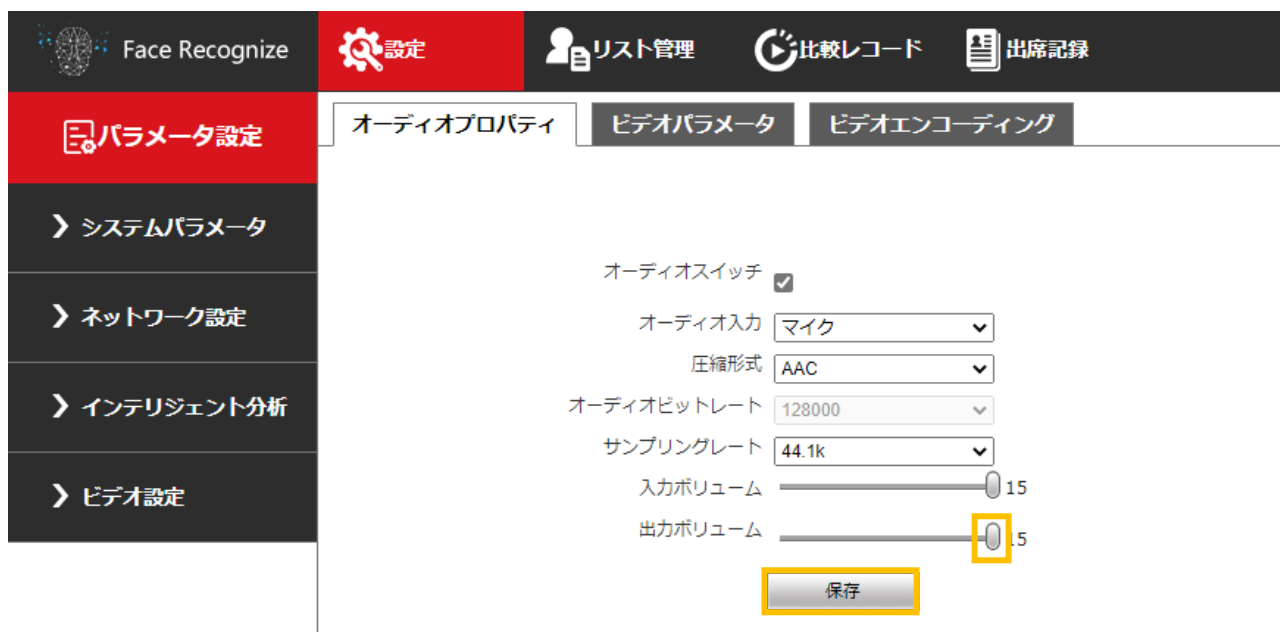 Face Recognize
設定
リスト管理
比較レコード
出席記録
パラメータ設定
システムパラメータ
ネットワーク設定
インテリジェント分析
ビデオ設定
オーディオプロパティ
ビデオパラメータ
ビデオエンコーディング
オーディオスイッチ
オーディオ入力 マイク
圧縮形式 AAC
オーディオビットレート 128000
サンプリングレート 44.1k
入力ボリューム 15
出力ボリューム 15
保存